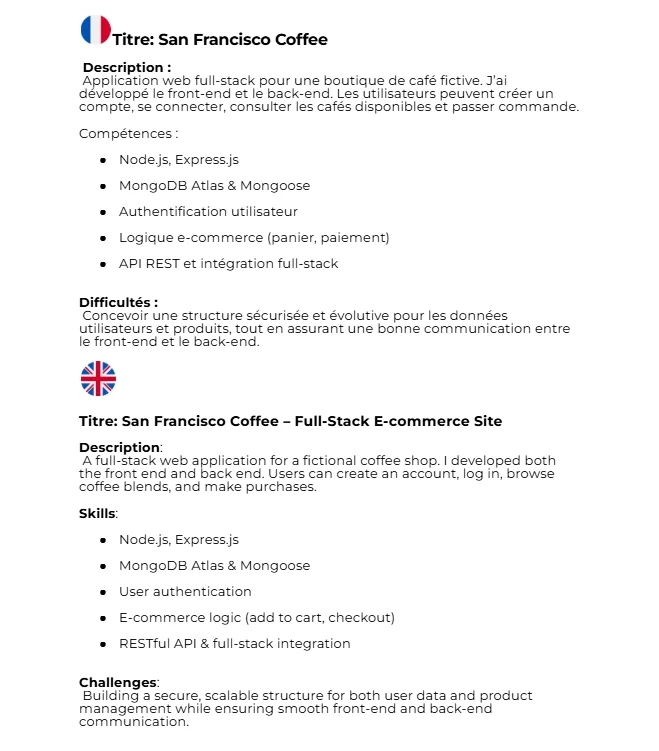 Titre: San Francisco Coffee
Description :
Application web full-stack pour une boutique de café fictive. J’ai
développé le front-end et le back-end. Les utilisateurs peuvent créer un
compte, se connecter, consulter les cafés disponibles et passer commande.
Compétences :
● Node.js, Express.js
● MongoDB Atlas & Mongoose
● Authentification utilisateur
● Logique e-commerce (panier, paiement)
● API REST et intégration full-stack
Difficultés :
Concevoir une structure sécurisée et évolutive pour les données
utilisateurs et produits, tout en assurant une bonne communication entre
le front-end et le back-end.
Titre: San Francisco Coffee – Full-Stack E-commerce Site
Description:
A full-stack web application for a fictional coffee shop. I developed both
the front end and back end. Users can create an account, log in, browse
coffee blends, and make purchases.
Skills:
● Node.js, Express.js
● MongoDB Atlas & Mongoose
● User authentication
● E-commerce logic (add to cart, checkout)
● RESTful API & full-stack integration
Challenges:
Building a secure, scalable structure for both user data and product
management while ensuring smooth front-end and back-end
communication.